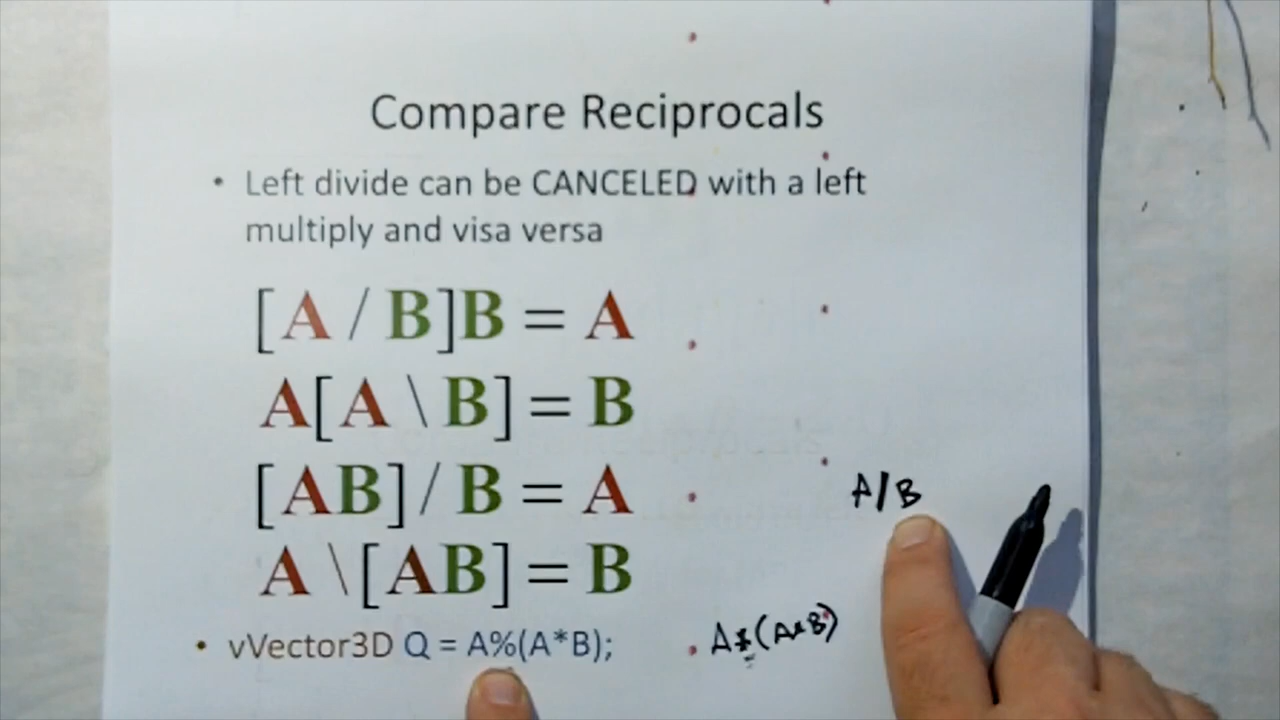 Compare Reciprocals
• Left divide can be CANCELED with a left
multiply and visa versa
[A / B]B = A
A[A \ B] = B
[AB] / B = A
A \ [AB] = B
A/B
• vVector3D Q = A%(A*B);
(A*B)